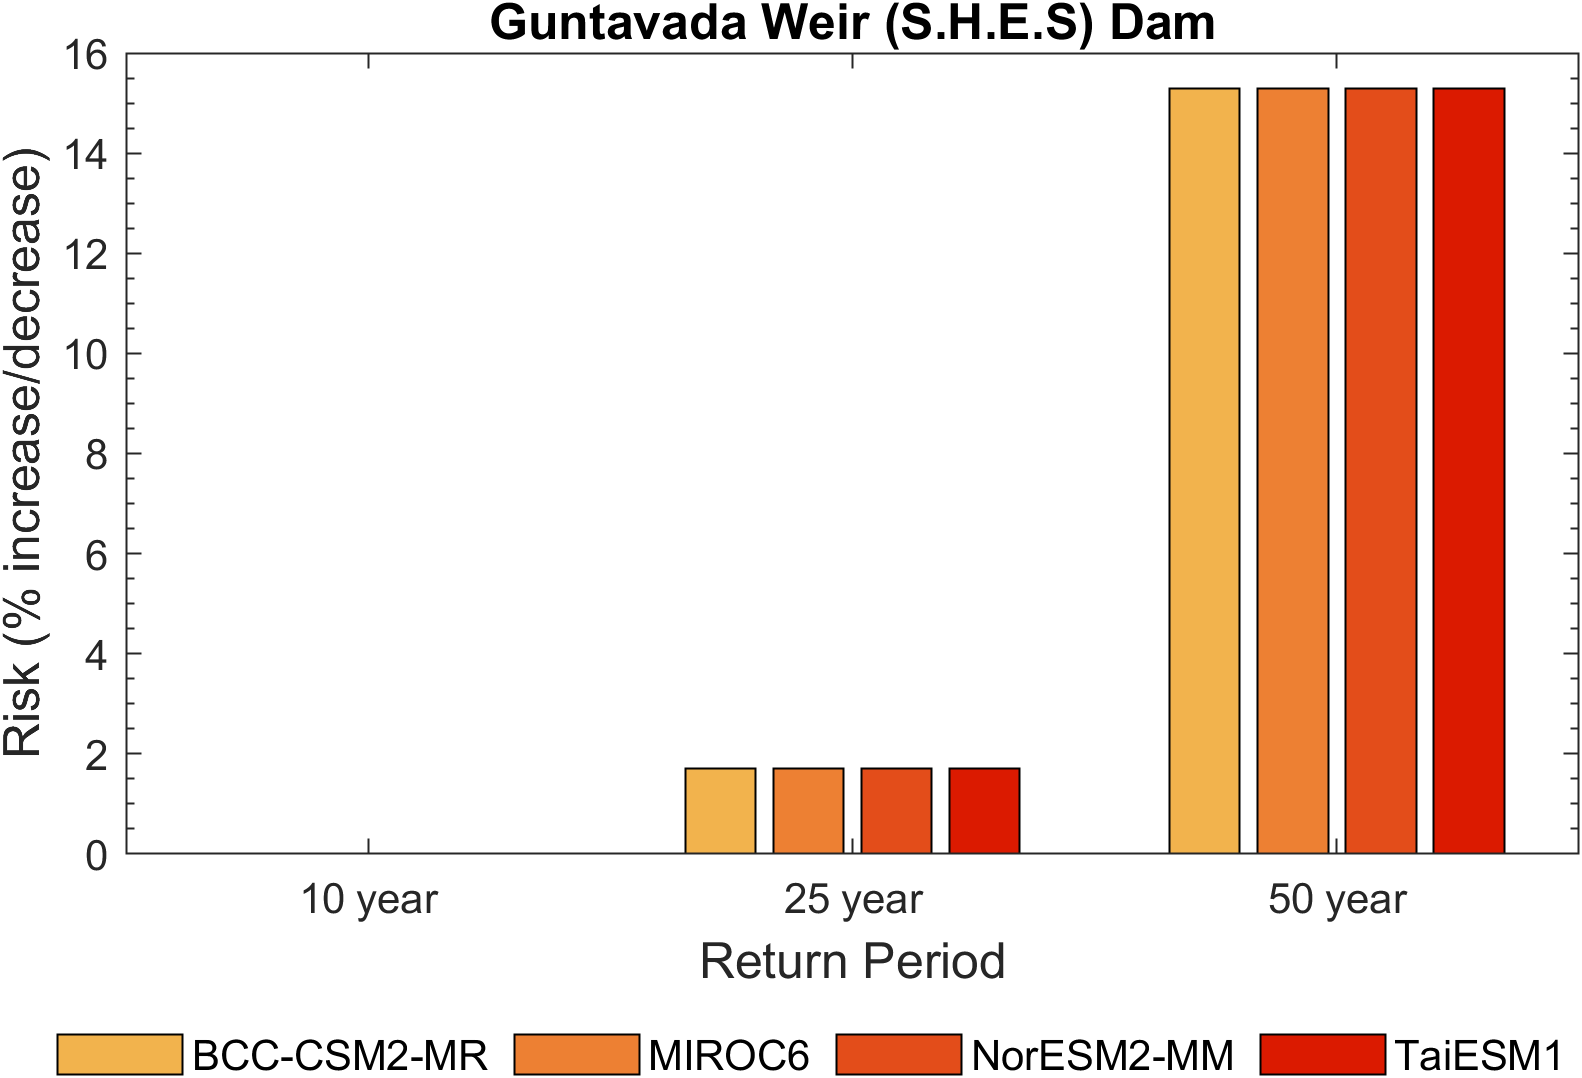 Guntavada Weir (S.H.E.S) Dam
Risk (% increase/decrease)
16
14
12
10
8
6
4
2
0
10 year 25 year 50 year
Return Period
BCC-CSM2-MR MIROC6 NorESM2-MM TaiESM1